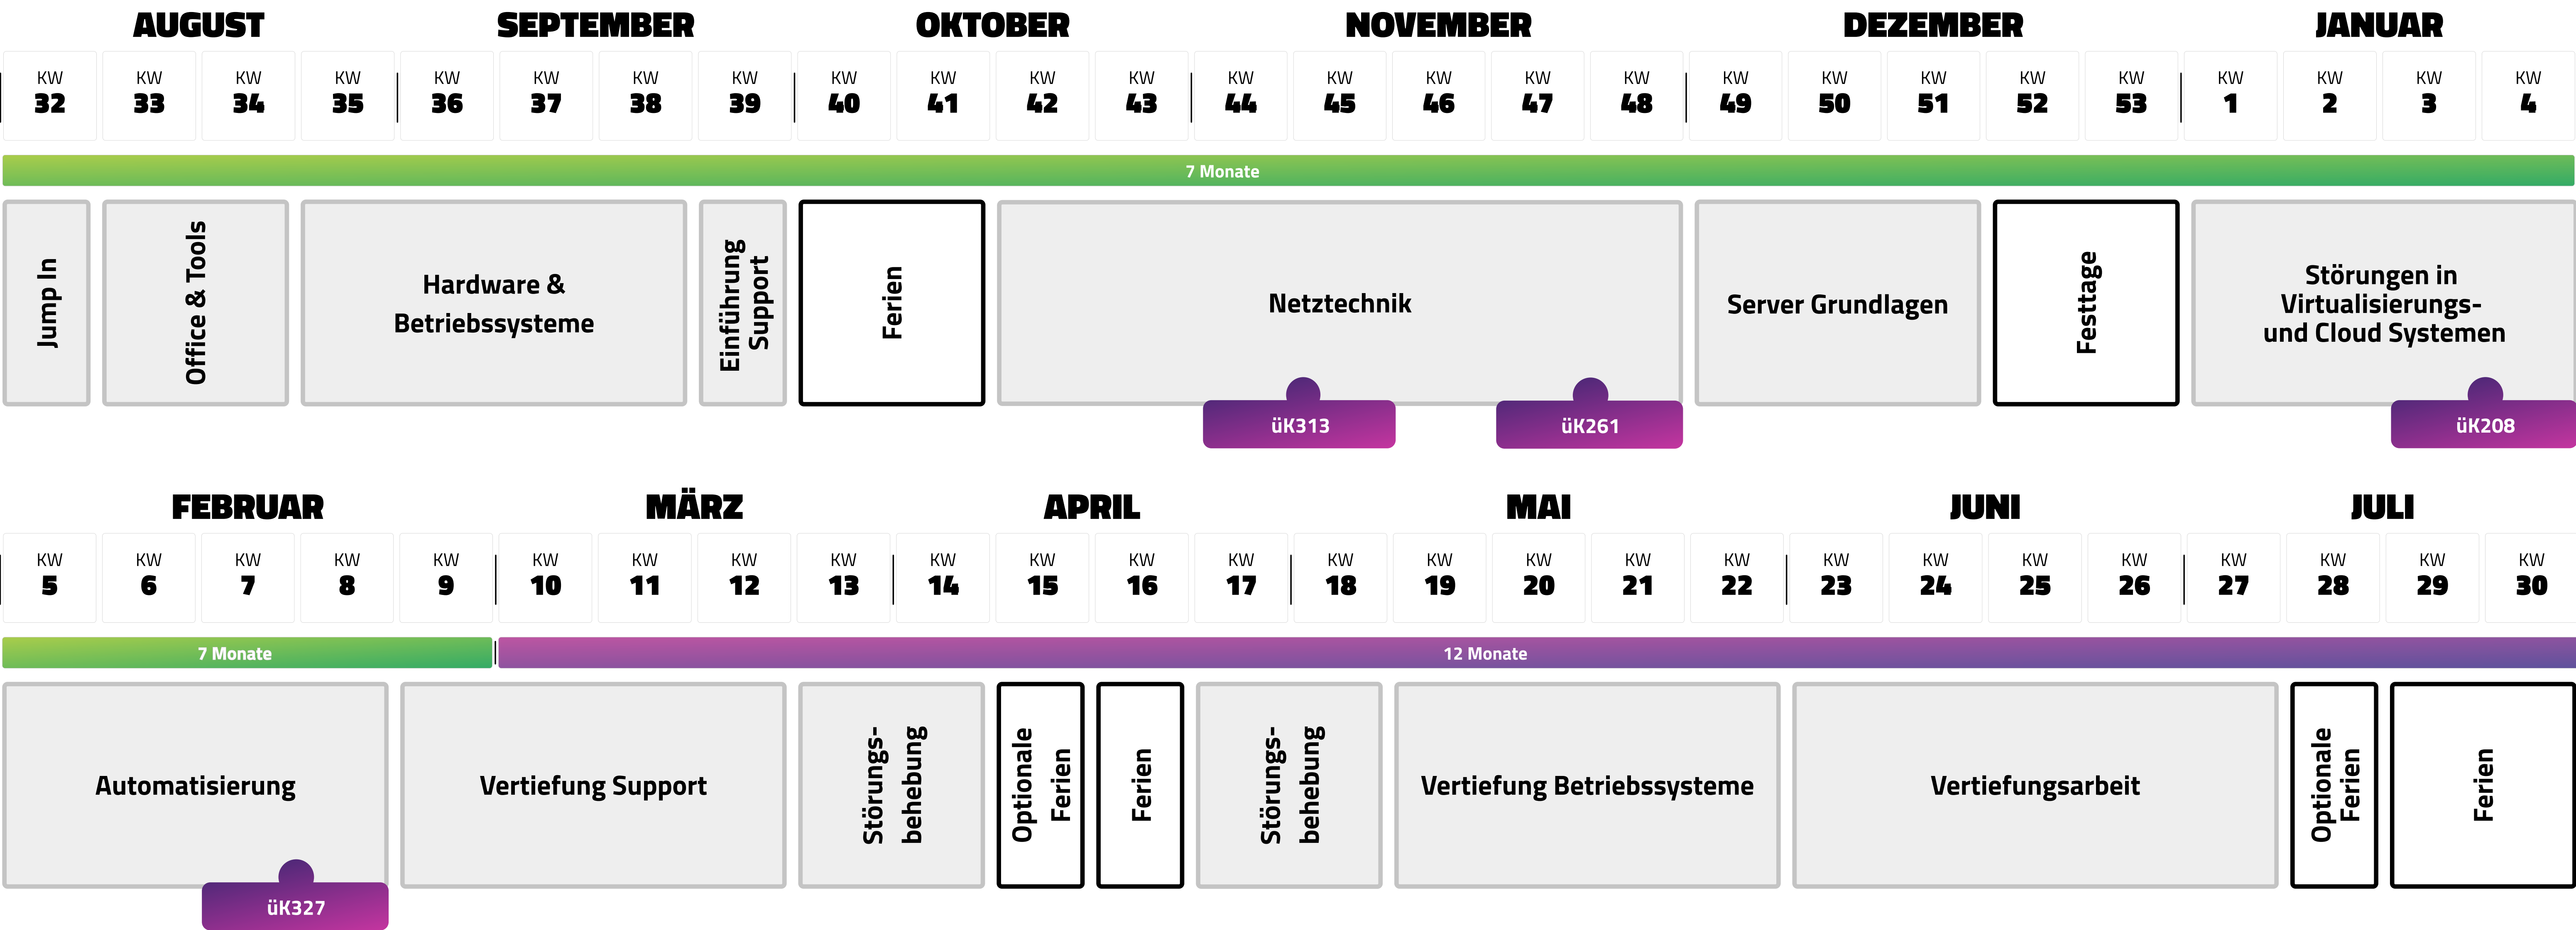 AUGUST SEPTEMBER OKTOBER NOVEMBER DEZEMBER JANUAR
KW KW KW KW KW KW KW KW KW KW KW KW KW KW KW KW KW KW KW KW KW KW KW KW KW KW
32 33 34 35 36 37 38 39 40 41 42 43 44 45 46 47 48 49 50 51 52 53 1 2 3 4
7 Monate
Jump In
Office & Tools
Hardware &
Betriebssysteme
Einführung
Support
Ferien
Netztechnik
Server Grundlagen
Festtage
Störungen in
Virtualisierungs-
und Cloud Systemen
üK313
üK261
üK208
FEBRUAR MÄRZ APRIL MAI JUNI JULI
KW KW KW KW KW KW KW KW KW KW KW KW KW KW KW KW KW KW KW KW KW KW KW KW KW KW
5 6 7 8 9 10 11 12 13 14 15 16 17 18 19 20 21 22 23 24 25 26 27 28 29 30
7 Monate
12 Monate
Automatisierung
Vertiefung Support
Störungs-
behebung
Optionale
Ferien
Ferien
Störungs-
behebung
Vertiefung Betriebssysteme
Vertiefungsarbeit
Optionale
Ferien
Ferien
üK327